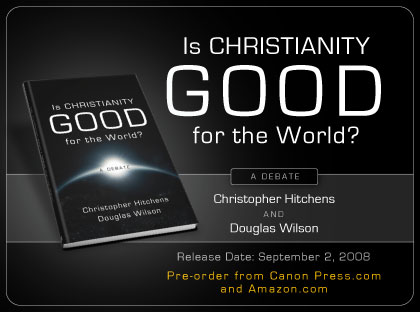 Is CHRISTIANITY
GOOD
for the World?
A DEBATE
Christopher Hitchens
AND
Douglas Wilson
Release Date: September 2, 2008
Pre-order from Canon Press.com
and Amazon.com
Is CHRISTIANITY
GOOD
for the World?
A DEBATE
Christopher Hitchens
Douglas Wilson